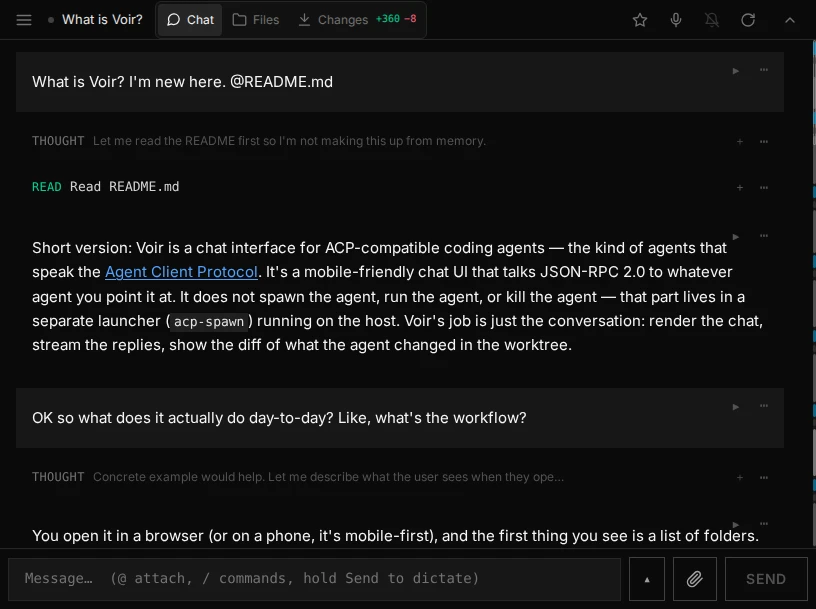 What is Voir? Chat Files Changes +360 −8
What is Voir? I'm new here. @README.md
THOUGHT Let me read the README first so I'm not making this up from memory.
READ Read README.md
Short version: Voir is a chat interface for ACP-compatible coding agents — the kind of agents that
speak the Agent Client Protocol. It's a mobile-friendly chat UI that talks JSON-RPC 2.0 to whatever
agent you point it at. It does not spawn the agent, run the agent, or kill the agent — that part lives in a
separate launcher (acp-spawn) running on the host. Voir's job is just the conversation: render the chat,
stream the replies, show the diff of what the agent changed in the worktree.
OK so what does it actually do day-to-day? Like, what's the workflow?
THOUGHT Concrete example would help. Let me describe what the user sees when they ope…
You open it in a browser (or on a phone, it's mobile-first), and the first thing you see is a list of folders.
Message… (@ attach, / commands, hold Send to dictate) SEND